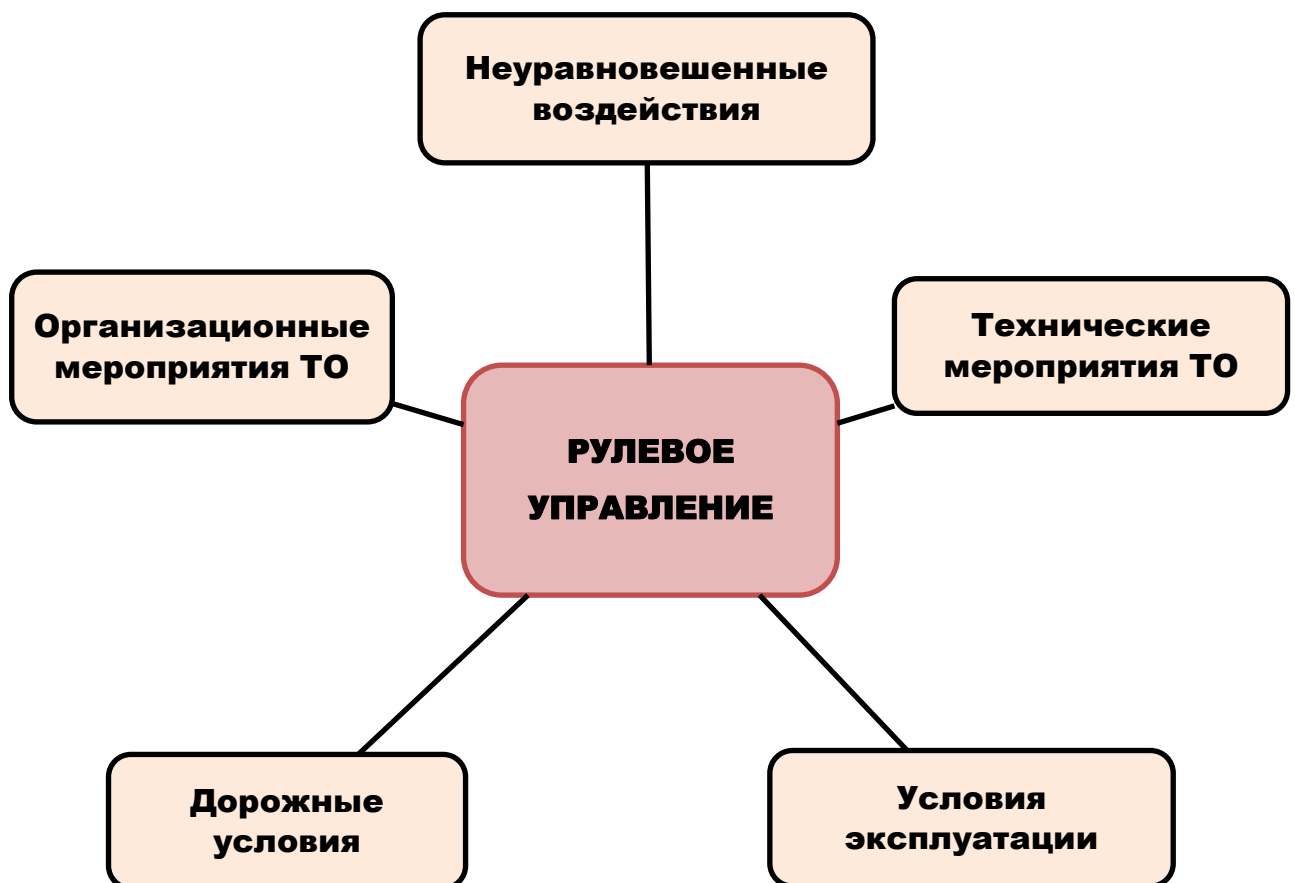 Неуравновешенные
воздействия
Организационные
мероприятия ТО
Технические
мероприятия ТО
РУЛЕВОЕ
УПРАВЛЕНИЕ
Дорожные
условия
Условия
эксплуатации